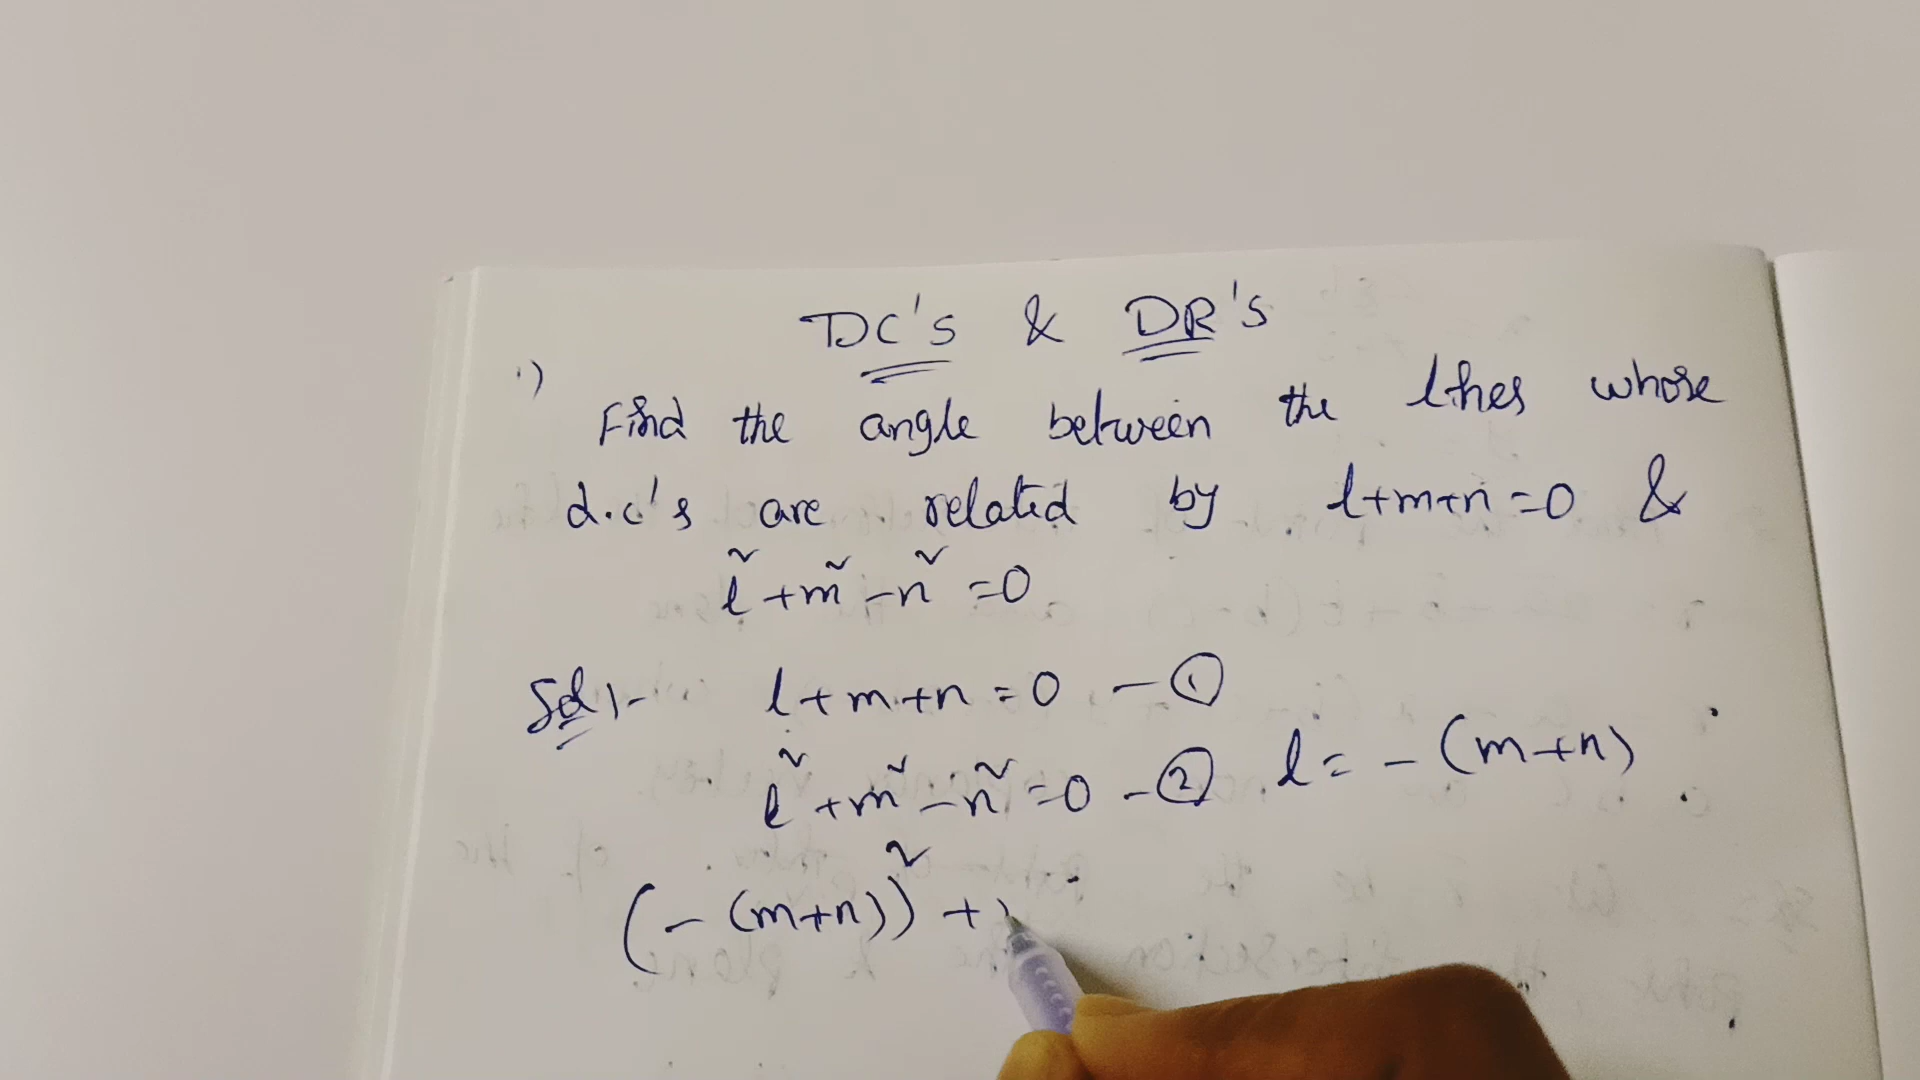 DC's & DR's
1)
Find the angle between the lines whose
d.c's are related by l+m+n=0 &
l²+m²-n²=0
Sol:- l+m+n=0 -①
l²+m²-n²=0 -② l=-(m+n)
(-(m+n))²+